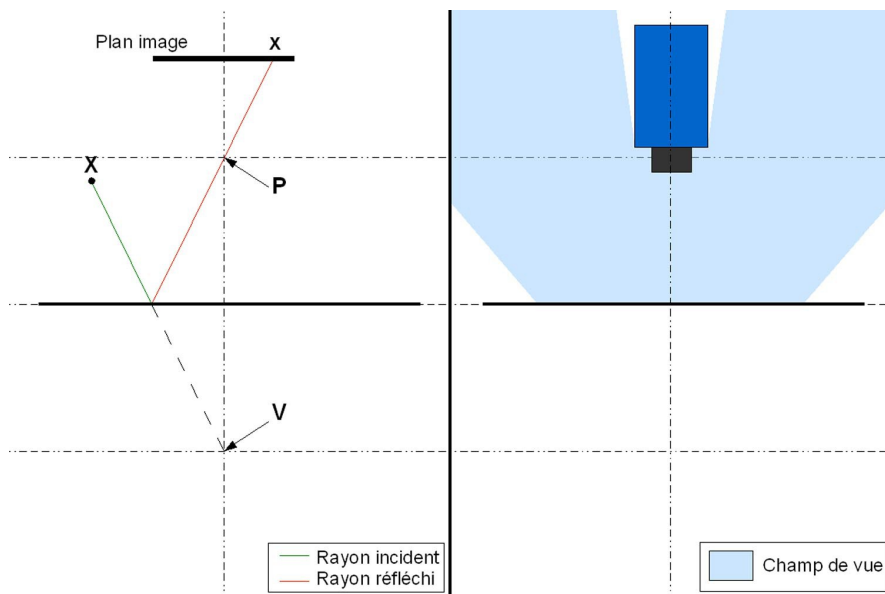 Plan image
x
X
P
V
Rayon incident
Rayon réfléchi
Champ de vue